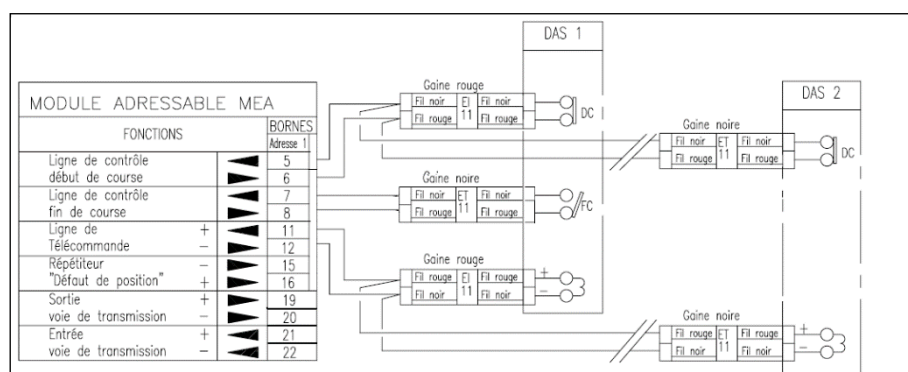 DAS 1
DAS 2
MODULE ADRESSABLE MEA
FONCTIONS
BORNES
Adresse 1
Ligne de contrôle
5
début de course
6
Ligne de contrôle
7
fin de course
8
Ligne de +
11
Télécommande -
12
Répétiteur -
15
"Défaut de position" +
16
Sortie +
19
voie de transmission -
20
Entrée +
21
voie de transmission -
22
Gaine rouge
Fil noir EI Fil noir
Fil rouge 11 Fil rouge
DC
Gaine noire
Fil noir ET Fil noir
Fil rouge 11 Fil rouge
DC
Gaine noire
Fil noir ET Fil noir
Fil rouge 11 Fil rouge
FC
Gaine rouge
Fil rouge EI Fil rouge +
Fil noir 11 Fil noir -
Gaine noire
Fil rouge ET Fil rouge +
Fil noir 11 Fil noir -